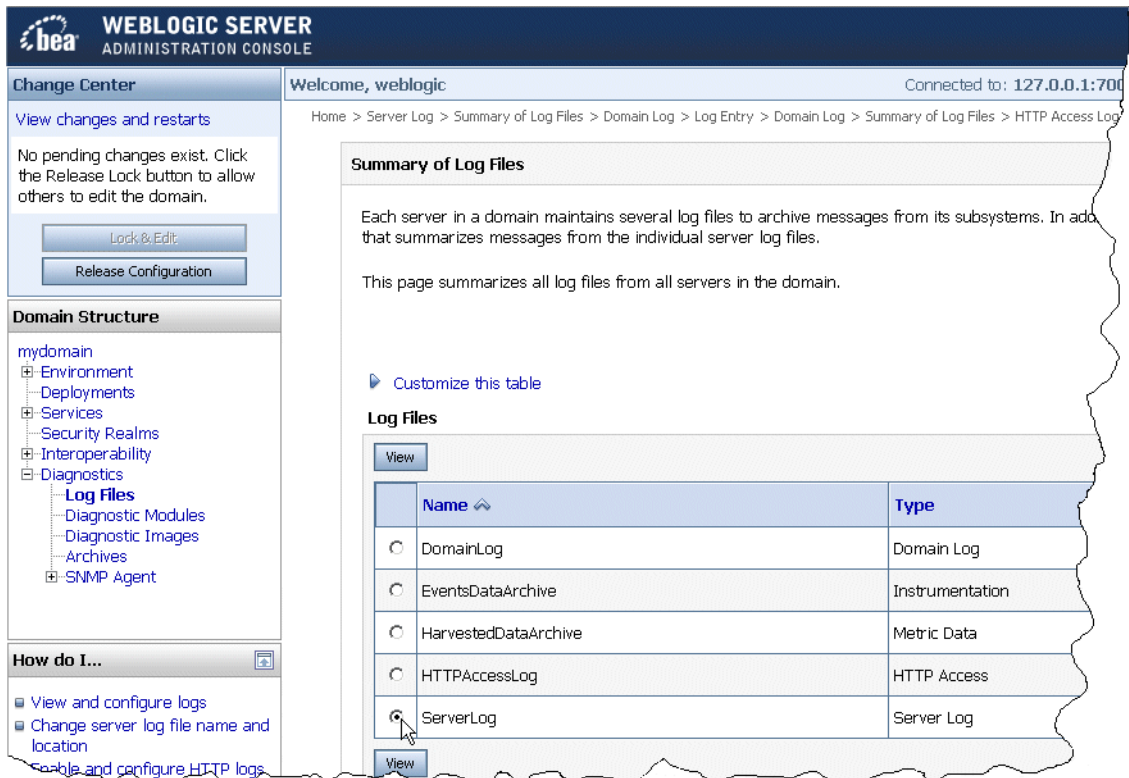 bea
WEBLOGIC SERVER
ADMINISTRATION CONSOLE
Change Center
View changes and restarts
No pending changes exist. Click
the Release Lock button to allow
others to edit the domain.
Lock & Edit
Release Configuration
Domain Structure
mydomain
Environment
Deployments
Services
Security Realms
Interoperability
Diagnostics
Log Files
Diagnostic Modules
Diagnostic Images
Archives
SNMP Agent
How do I...
View and configure logs
Change server log file name and
location
Enable and configure HTTP logs
Welcome, weblogic
Connected to: 127.0.0.1:700
Home > Server Log > Summary of Log Files > Domain Log > Log Entry > Domain Log > Summary of Log Files > HTTP Access Log
Summary of Log Files
Each server in a domain maintains several log files to archive messages from its subsystems. In add
that summarizes messages from the individual server log files.
This page summarizes all log files from all servers in the domain.
Customize this table
Log Files
View
Name Type
DomainLog Domain Log
EventsDataArchive Instrumentation
HarvestedDataArchive Metric Data
HTTPAccessLog HTTP Access
ServerLog Server Log
View